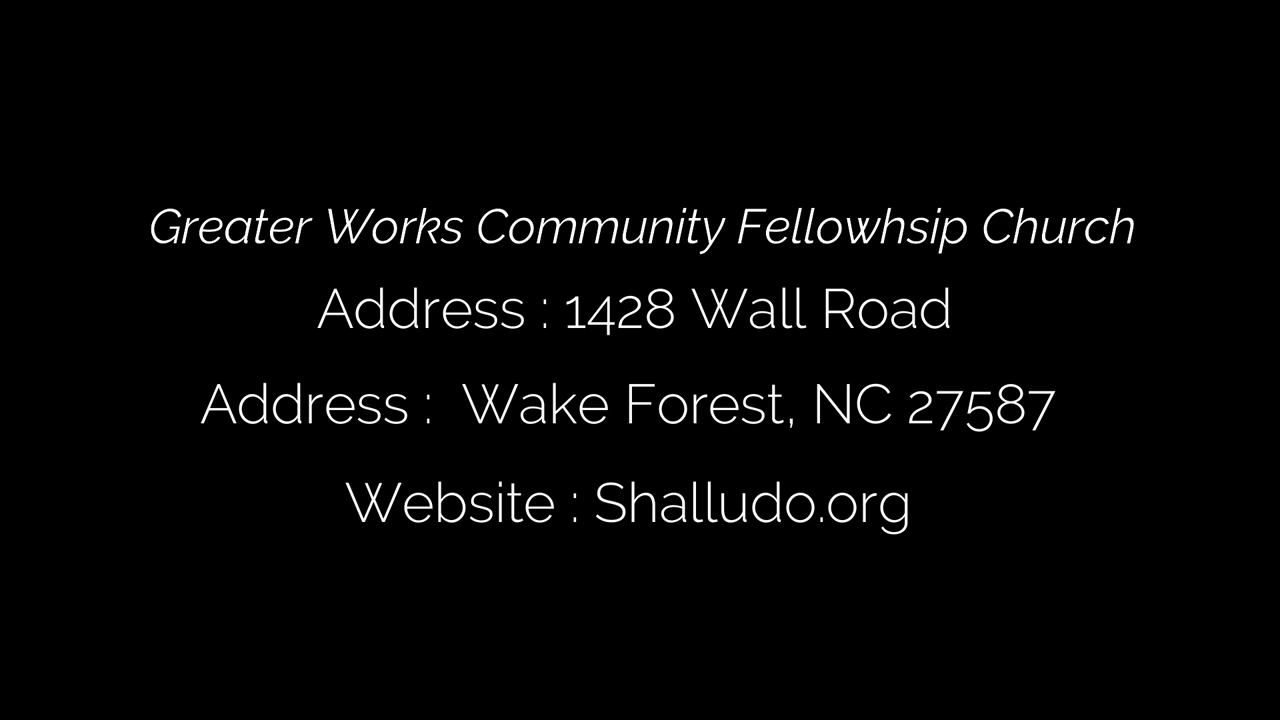 Greater Works Community Fellowhsip Church
Address : 1428 Wall Road
Address :  Wake Forest, NC 27587
Website : Shalludo.org